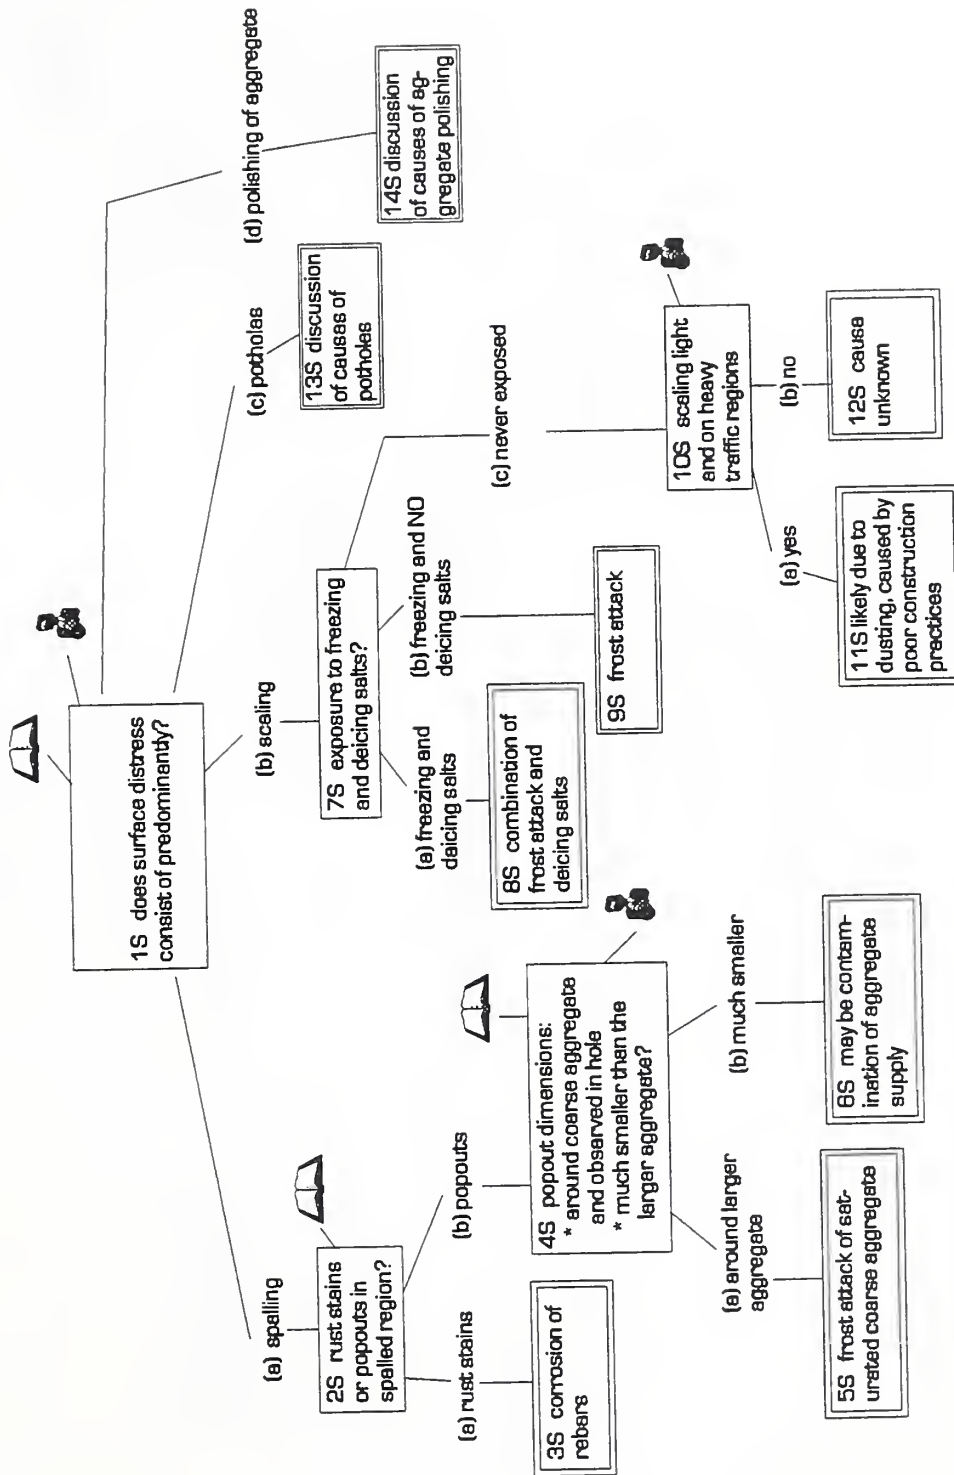 1S does surface distress
consist of predominantly?
(a) spalling
2S rust stains
or popouts in
spalled region?
(a) rust stains
3S corrosion of
rebars
(b) popouts
4S popout dimensions:
* around coarse aggregate
and observed in hole
* much smaller than the
larger aggregate?
(a) around larger
aggregate
5S frost attack of sat-
urated coarse aggregate
(b) much smaller
6S may be contam-
ination of aggregate
supply
(b) scaling
7S exposure to freezing
and deicing salts?
(a) freezing and
daicing salts
8S combination of
frost attack and
deicing salts
(b) freezing and NO
deicing salts
9S frost attack
(c) never exposed
10S scaling light
and on heavy
traffic regions
(a) yes
11S likely due to
dusting, caused by
poor construction
practices
(b) no
12S cause
unknown
(c) potholas
13S discussion
of causes of
potholes
(d) polishing of aggregate
14S discussion
of causes of ag-
gregate polishing